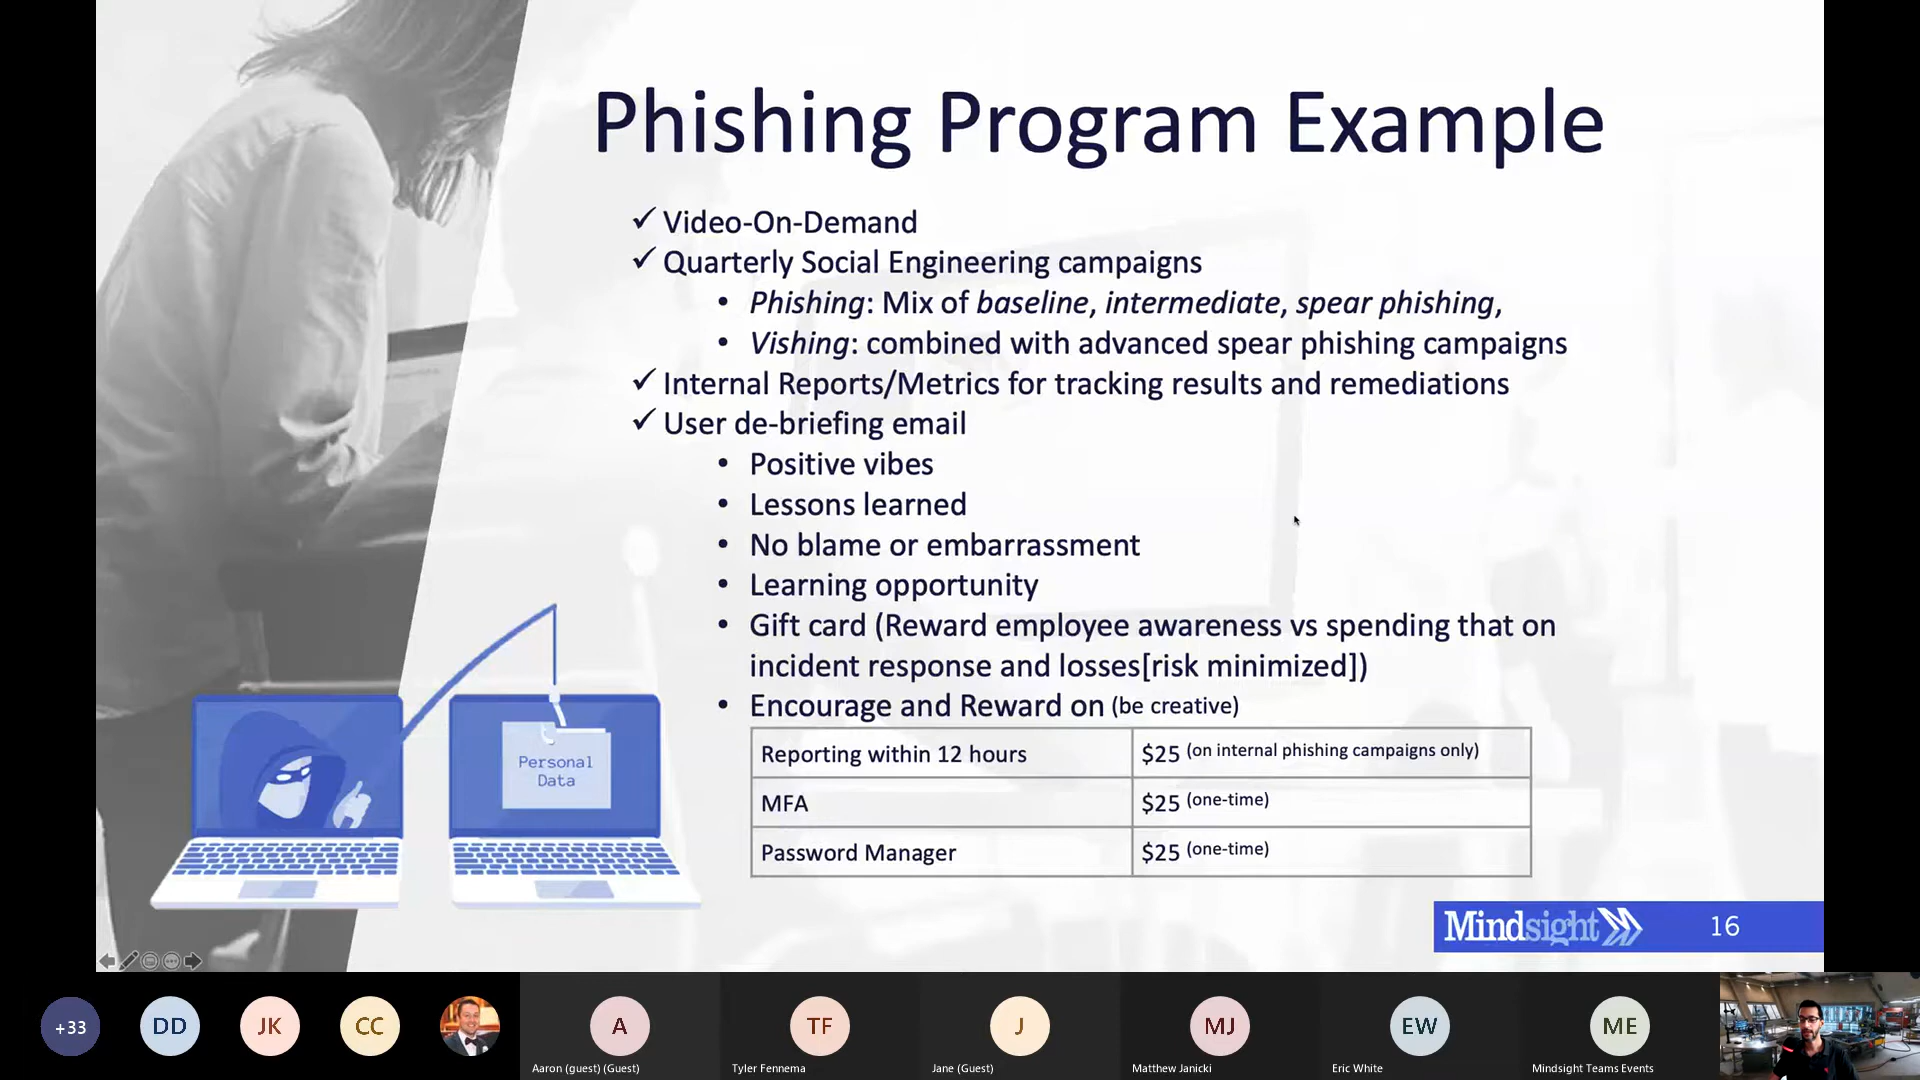 Phishing Program Example
✓ Video-On-Demand
✓ Quarterly Social Engineering campaigns
• Phishing: Mix of baseline, intermediate, spear phishing,
• Vishing: combined with advanced spear phishing campaigns
✓ Internal Reports/Metrics for tracking results and remediations
✓ User de-briefing email
• Positive vibes
• Lessons learned
• No blame or embarrassment
• Learning opportunity
• Gift card (Reward employee awareness vs spending that on
incident response and losses[risk minimized])
• Encourage and Reward on (be creative)
Reporting within 12 hours $25 (on internal phishing campaigns only)
MFA $25 (one-time)
Password Manager $25 (one-time)
Personal
Data
Mindsight 16
+33 DD JK CC A TF J MJ EW ME
Aaron (guest) (Guest) Tyler Fennema Jane (Guest) Matthew Janicki Eric White Mindsight Teams Events